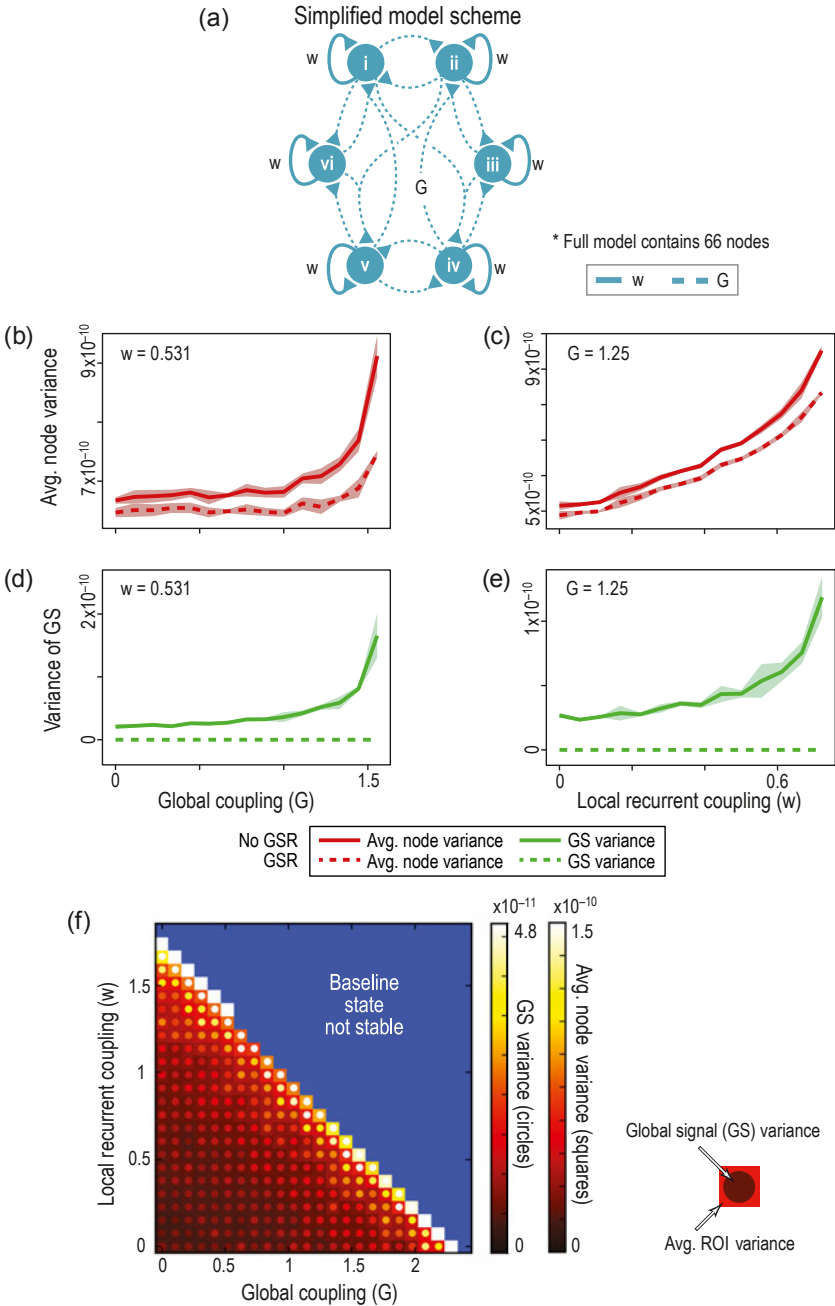 (a)
Simplified model scheme
w
i
ii
w
w
vi
iii
w
G
w
v
iv
w
* Full model contains 66 nodes
w
G
(b)
Avg. node variance
9x10⁻¹⁰
7x10⁻¹⁰
w = 0.531
(c)
9x10⁻¹⁰
5x10⁻¹⁰
G = 1.25
(d)
Variance of GS
2x10⁻¹⁰
0
w = 0.531
0
1.5
Global coupling (G)
(e)
1x10⁻¹⁰
0
G = 1.25
0
0.6
Local recurrent coupling (w)
No GSR
Avg. node variance
GS variance
GSR
Avg. node variance
GS variance
(f)
Local recurrent coupling (w)
1.5
1
0.5
0
Baseline
state
not stable
0
0.5
1
1.5
2
Global coupling (G)
x10⁻¹¹
4.8
0
GS variance (circles)
x10⁻¹⁰
1.5
0
Avg. node variance (squares)
Global signal (GS) variance
Avg. ROI variance